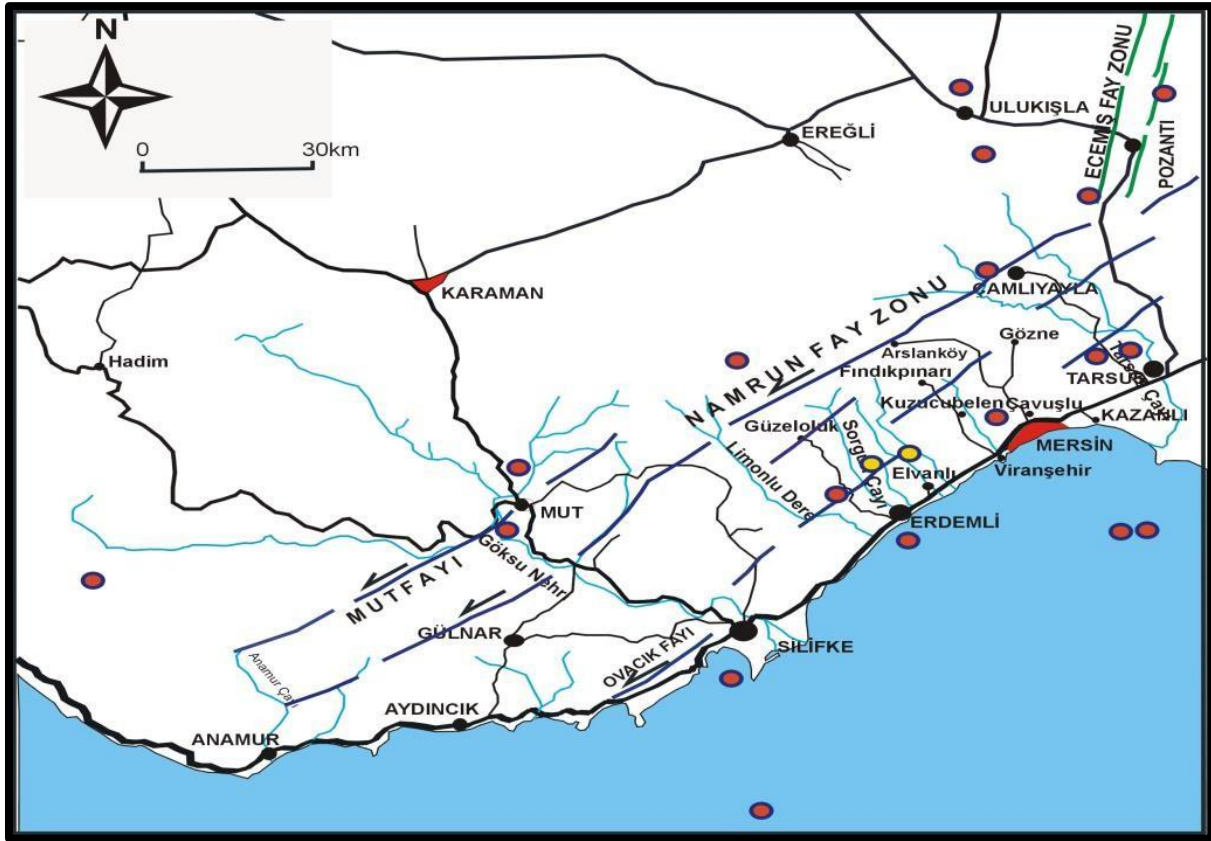 N
0 30km
ULUKIŞLA
EREĞLİ
ECEMİŞ FAY ZONU
POZANTI
KARAMAN
ÇAMLIYAYLA
NAMRUN FAY ZONU
Hadim
Gözne
Arslanköy
Fındıkpınarı
Tarsus Çayı
TARSUS
Kuzucubelen
Çavuşlu
KAZANLI
Güzeloluk
MERSİN
Sorgun Çayı
Limonlu Dere
Elvanlı
Viranşehir
MUT
ERDEMLİ
Göksu Nehr
MUTFAYI
GÜLNAR
OVACIK FAYI
SİLİFKE
Anamur Çayı
AYDINCIK
ANAMUR